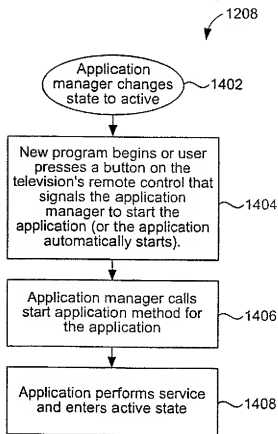 1208
Application
manager changes
state to active
1402
New program begins or user
presses a button on the
television's remote control that
signals the application
manager to start the
application (or the application
automatically starts).
1404
Application manager calls
start application method for
the application
1406
Application performs service
and enters active state
1408